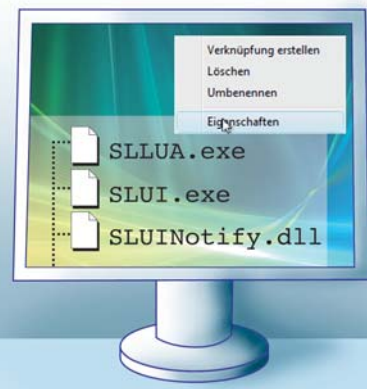 Verknüpfung erstellen
Löschen
Umbenennen
Eigenschaften
SLLUA.exe
SLUI.exe
SLUINotify.dll